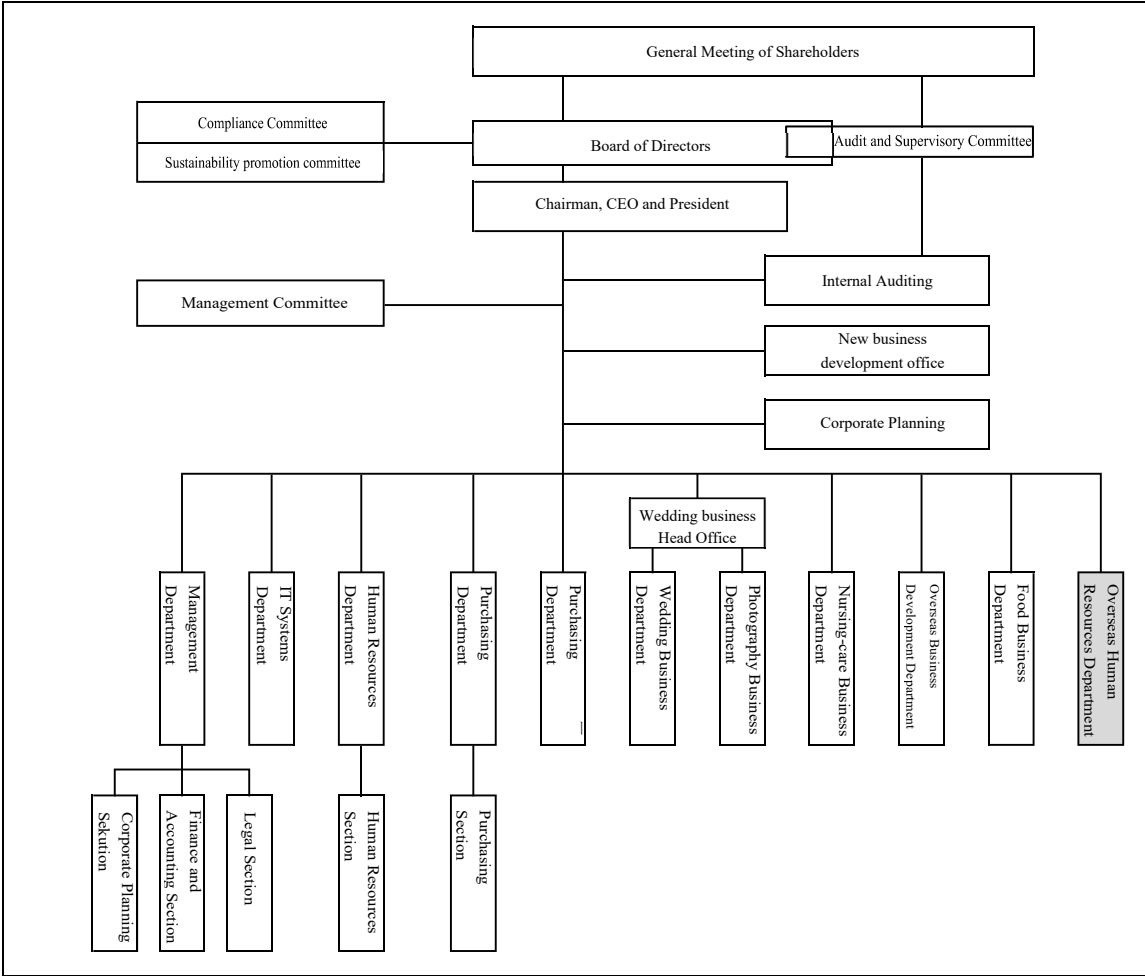 General Meeting of Shareholders
Compliance Committee
Sustainability promotion committee
Board of Directors
Audit and Supervisory Committee
Chairman, CEO and President
Internal Auditing
Management Committee
New business
development office
Corporate Planning
Wedding business
Head Office
Management
Department
IT Systems
Department
Human Resources
Department
Purchasing
Department
Purchasing
Department
Wedding Business
Department
Photography Business
Department
Nursing-care Business
Department
Overseas Business
Development Department
Food Business
Department
Overseas Human
Resources Department
Corporate Planning
Sekution
Finance and
Accounting Section
Legal Section
Human Resources
Section
Purchasing
Section